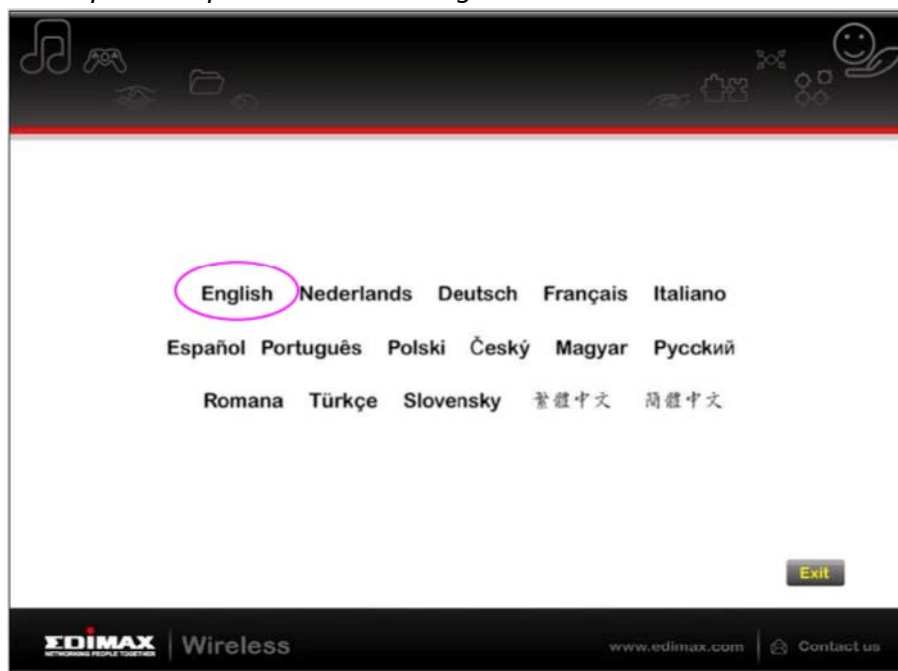 English Nederlands Deutsch Français Italiano
Español Português Polski Český Magyar Русский
Romana Türkçe Slovensky 繁體中文 簡體中文
Exit
EDIMAX Wireless www.edimax.com Contact us
NETWORKING PEOPLE TOGETHER